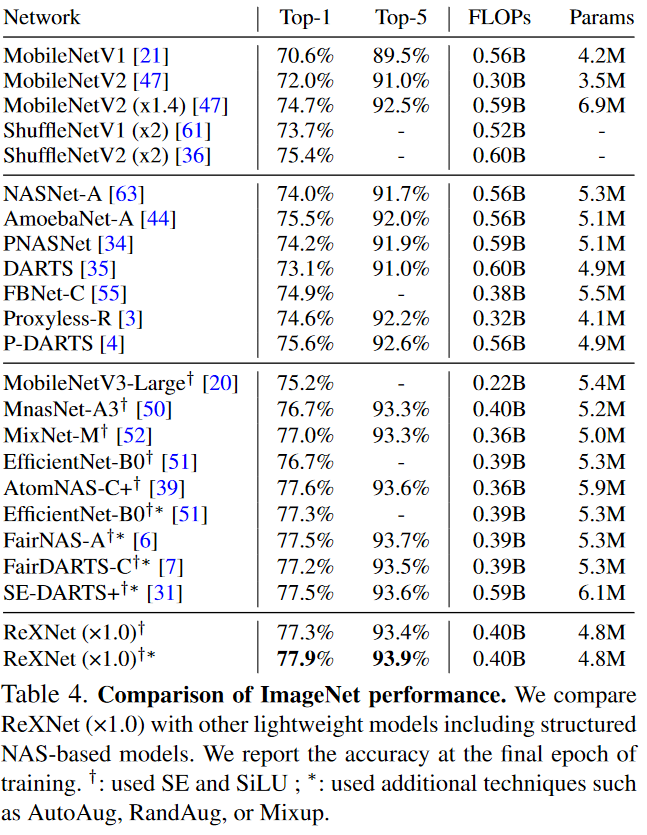 Network Top-1 Top-5 FLOPs Params
MobileNetV1 [21] 70.6% 89.5% 0.56B 4.2M
MobileNetV2 [47] 72.0% 91.0% 0.30B 3.5M
MobileNetV2 (x1.4) [47] 74.7% 92.5% 0.59B 6.9M
ShuffleNetV1 (x2) [61] 73.7% - 0.52B -
ShuffleNetV2 (x2) [36] 75.4% - 0.60B -
NASNet-A [63] 74.0% 91.7% 0.56B 5.3M
AmoebaNet-A [44] 75.5% 92.0% 0.56B 5.1M
PNASNet [34] 74.2% 91.9% 0.59B 5.1M
DARTS [35] 73.1% 91.0% 0.60B 4.9M
FBNet-C [55] 74.9% - 0.38B 5.5M
Proxyless-R [3] 74.6% 92.2% 0.32B 4.1M
P-DARTS [4] 75.6% 92.6% 0.56B 4.9M
MobileNetV3-Large† [20] 75.2% - 0.22B 5.4M
MnasNet-A3† [50] 76.7% 93.3% 0.40B 5.2M
MixNet-M† [52] 77.0% 93.3% 0.36B 5.0M
EfficientNet-B0† [51] 76.7% - 0.39B 5.3M
AtomNAS-C+† [39] 77.6% 93.6% 0.36B 5.9M
EfficientNet-B0†* [51] 77.3% - 0.39B 5.3M
FairNAS-A†* [6] 77.5% 93.7% 0.39B 5.3M
FairDARTS-C†* [7] 77.2% 93.5% 0.39B 5.3M
SE-DARTS+†* [31] 77.5% 93.6% 0.59B 6.1M
ReXNet (×1.0)† 77.3% 93.4% 0.40B 4.8M
ReXNet (×1.0)†* 77.9% 93.9% 0.40B 4.8M
Table 4. Comparison of ImageNet performance. We compare
ReXNet (×1.0) with other lightweight models including structured
NAS-based models. We report the accuracy at the final epoch of
training. †: used SE and SiLU ; *: used additional techniques such
as AutoAug, RandAug, or Mixup.